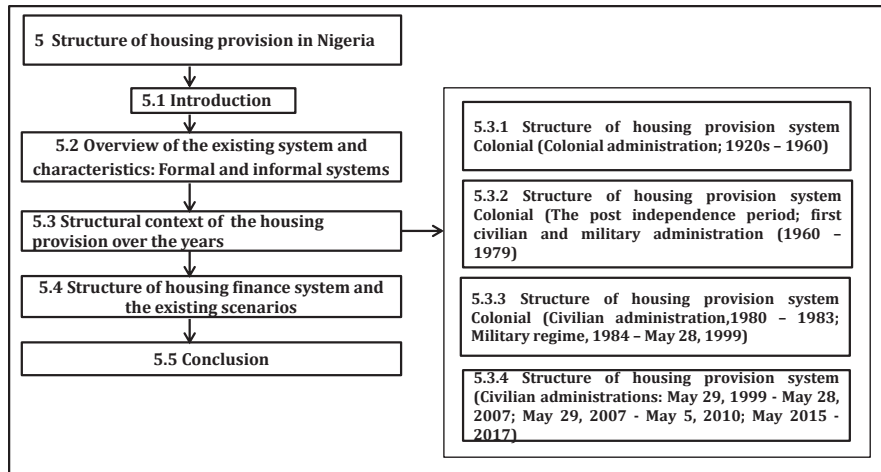 5 Structure of housing provision in Nigeria
5.1 Introduction
5.2 Overview of the existing system and
characteristics: Formal and informal systems
5.3 Structural context of the housing
provision over the years
5.4 Structure of housing finance system and
the existing scenarios
5.5 Conclusion
5.3.1 Structure of housing provision system
Colonial (Colonial administration; 1920s – 1960)
5.3.2 Structure of housing provision system
Colonial (The post independence period; first
civilian and military administration (1960 –
1979)
5.3.3 Structure of housing provision system
Colonial (Civilian administration,1980 – 1983;
Military regime, 1984 – May 28, 1999)
5.3.4 Structure of housing provision system
(Civilian administrations: May 29, 1999 - May 28,
2007; May 29, 2007 - May 5, 2010; May 2015 -
2017)